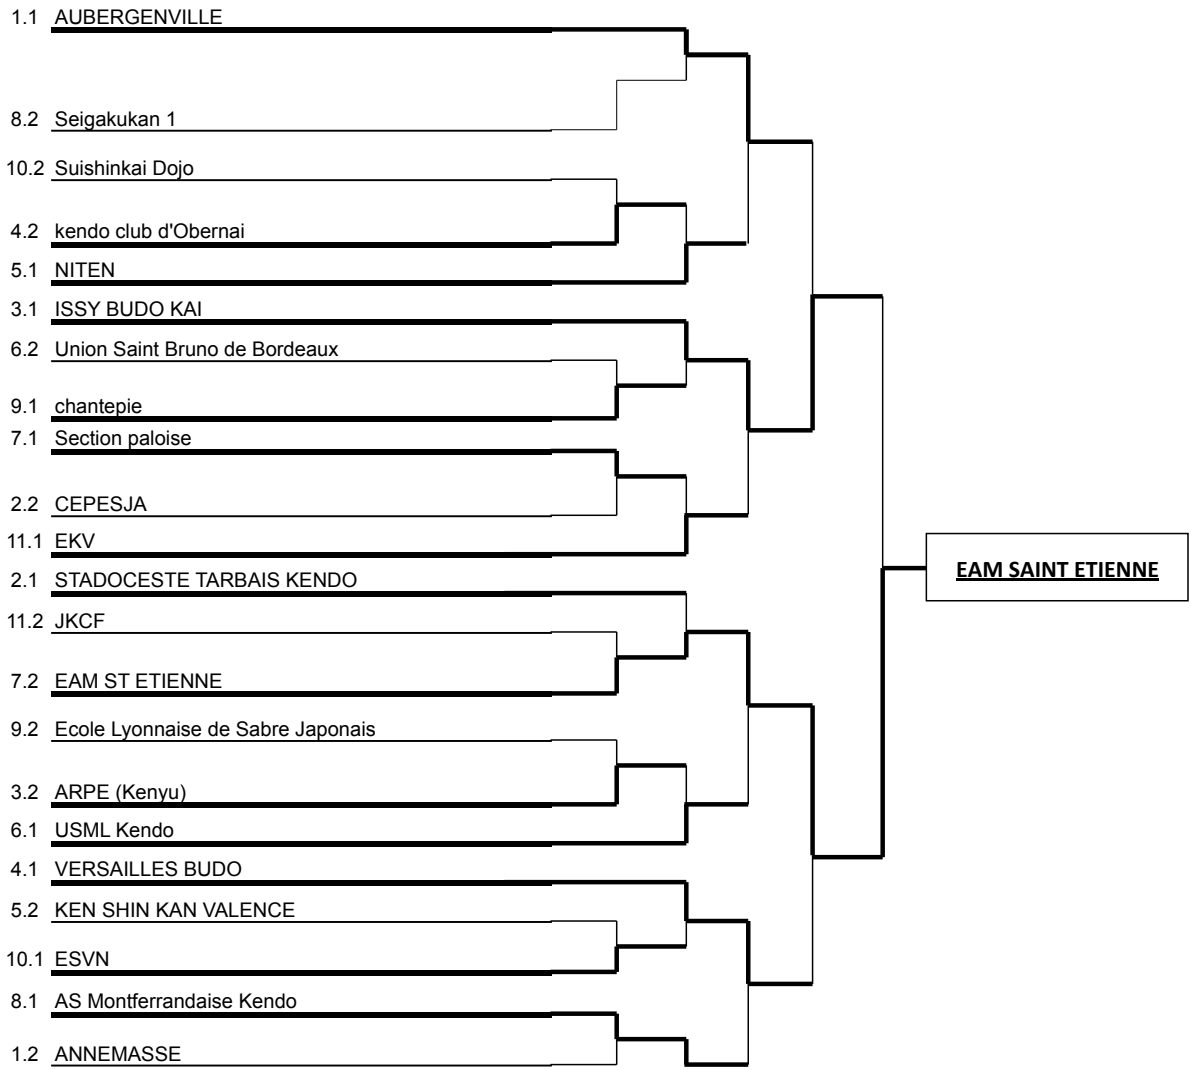 1.1 AUBERGENVILLE
8.2 Seigakukan 1
10.2 Suishinkai Dojo
4.2 kendo club d'Obernai
5.1 NITEN
3.1 ISSY BUDO KAI
6.2 Union Saint Bruno de Bordeaux
9.1 chantepie
7.1 Section paloise
2.2 CEPESJA
11.1 EKV
EAM SAINT ETIENNE
2.1 STADOCESTE TARBAIS KENDO
11.2 JKCF
7.2 EAM ST ETIENNE
9.2 Ecole Lyonnaise de Sabre Japonais
3.2 ARPE (Kenyu)
6.1 USML Kendo
4.1 VERSAILLES BUDO
5.2 KEN SHIN KAN VALENCE
10.1 ESVN
8.1 AS Montferrandaise Kendo
1.2 ANNEMASSE